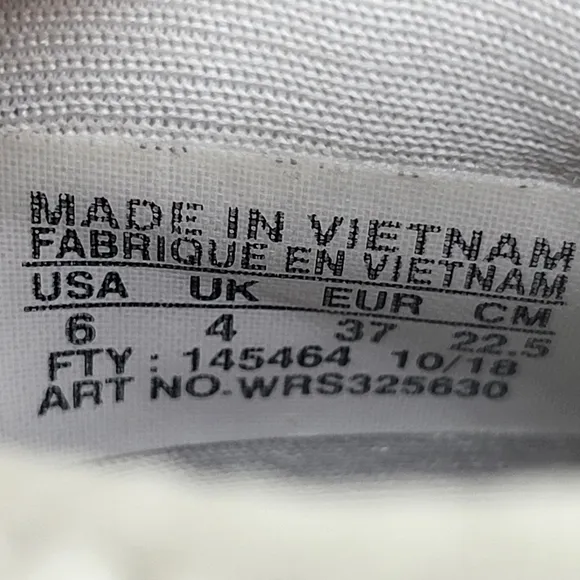 MADE IN VIETNAM
FABRIQUE EN VIETNAM
USA UK EUR CM
6 4 37 22.5
FTY : 145464 10/18
ART NO.WRS325630